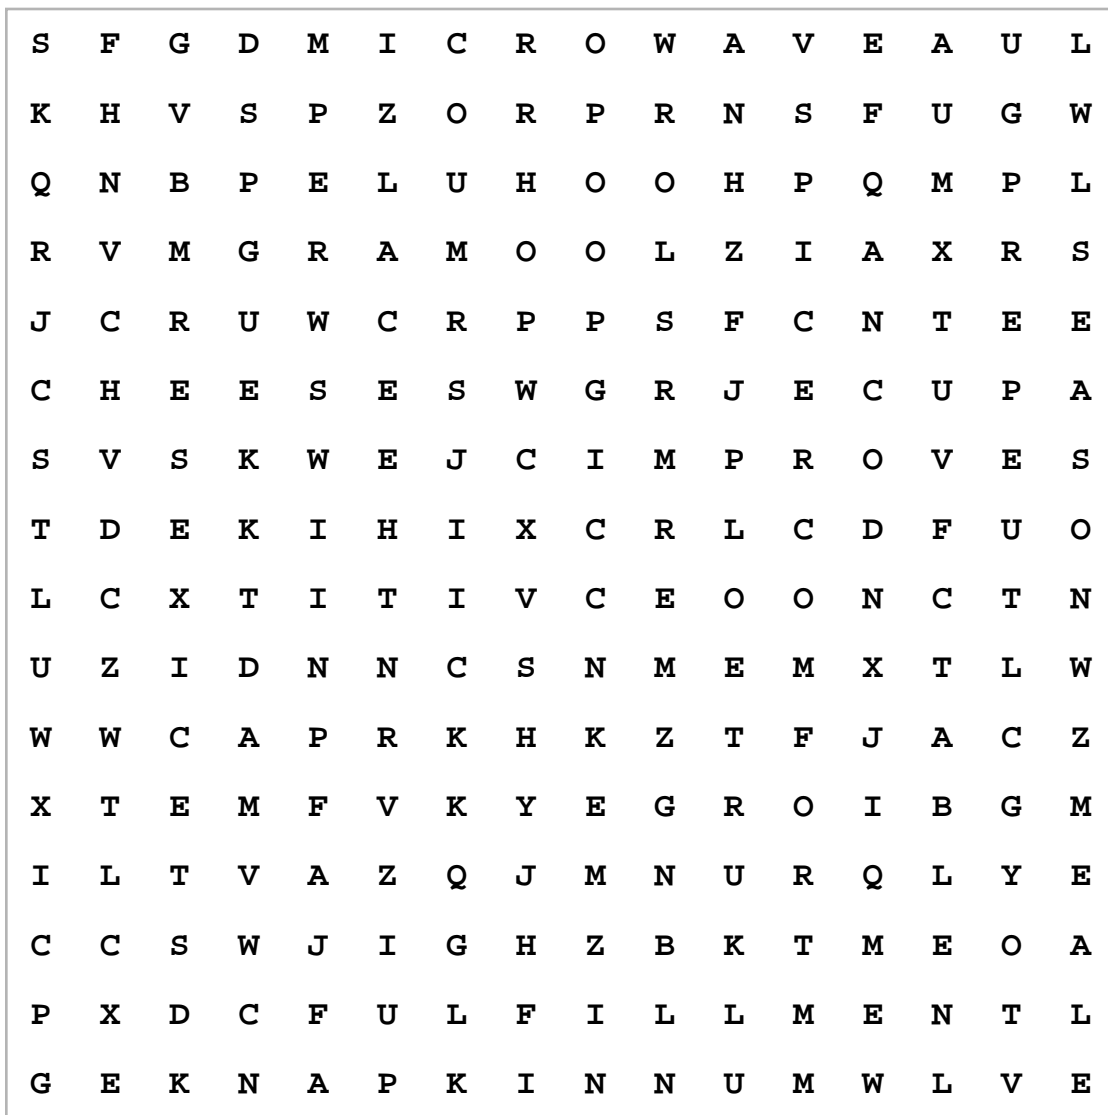 S F G D M I C R O W A V E A U L
K H V S P Z O R P R N S F U G W
Q N B P E L U H O O H P Q M P L
R V M G R A M O O L Z I A X R S
J C R U W C R P P S F C N T E E
C H E E S E S W G R J E C U P A
S V S K W E J C I M P R O V E S
T D E K I H I X C R L C D F U O
L C X T I T I V C E O O N C T N
U Z I D N N C S N M E M X T L W
W W C A P R K H K Z T F J A C Z
X T E M F V K Y E G R O I B G M
I L T V A Z Q J M N U R Q L Y E
C C S W J I G H Z B K T M E O A
P X D C F U L F I L L M E N T L
G E K N A P K I N N U M W L V E